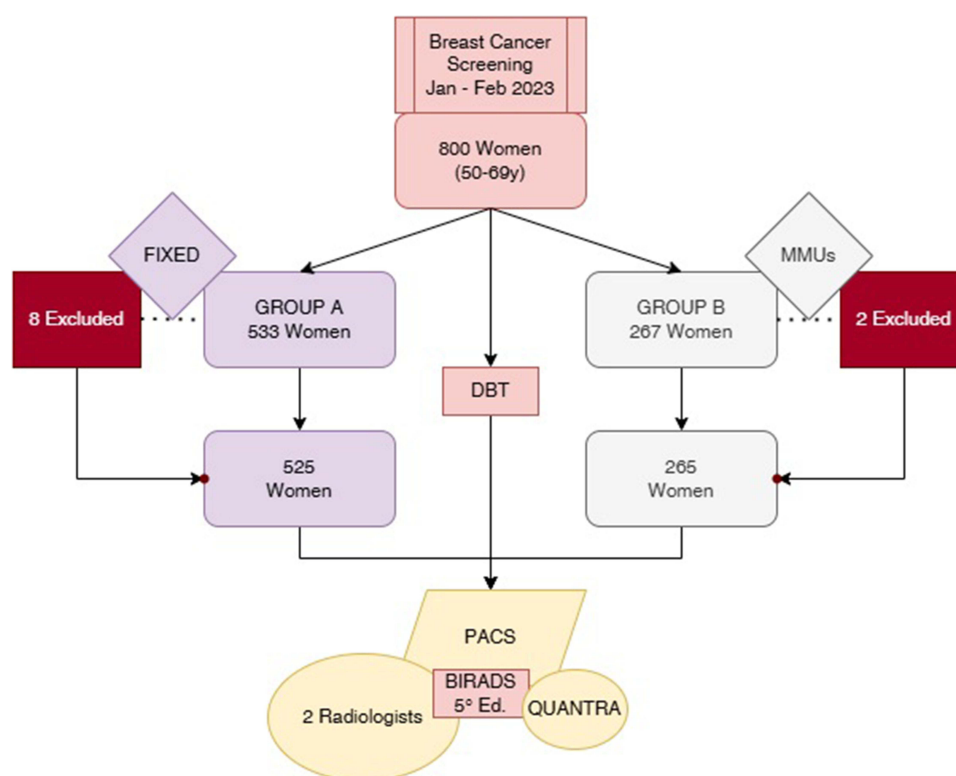 Breast Cancer
Screening
Jan - Feb 2023
800 Women
(50-69y)
FIXED
MMUs
8 Excluded
GROUP A
533 Women
GROUP B
267 Women
2 Excluded
DBT
525
Women
265
Women
PACS
BIRADS
5° Ed.
2 Radiologists
QUANTRA